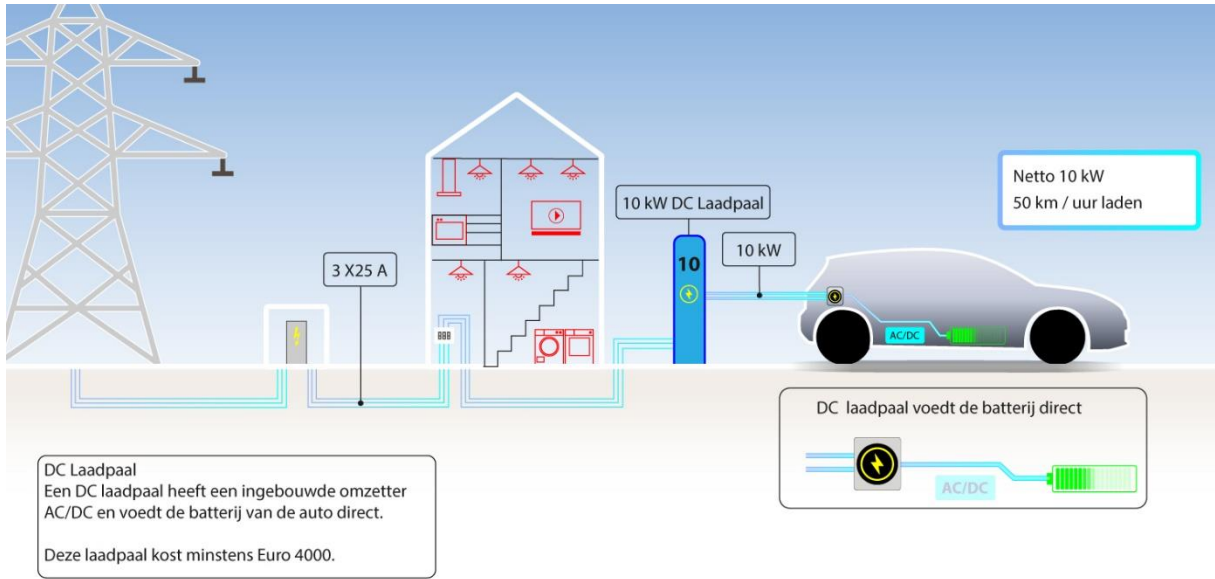 Netto 10 kW
50 km / uur laden
10 kW DC Laadpaal
10
10 kW
3 X25 A
AC/DC
DC laadpaal voedt de batterij direct
AC/DC
DC Laadpaal
Een DC laadpaal heeft een ingebouwde omzetter
AC/DC en voedt de batterij van de auto direct.
Deze laadpaal kost minstens Euro 4000.